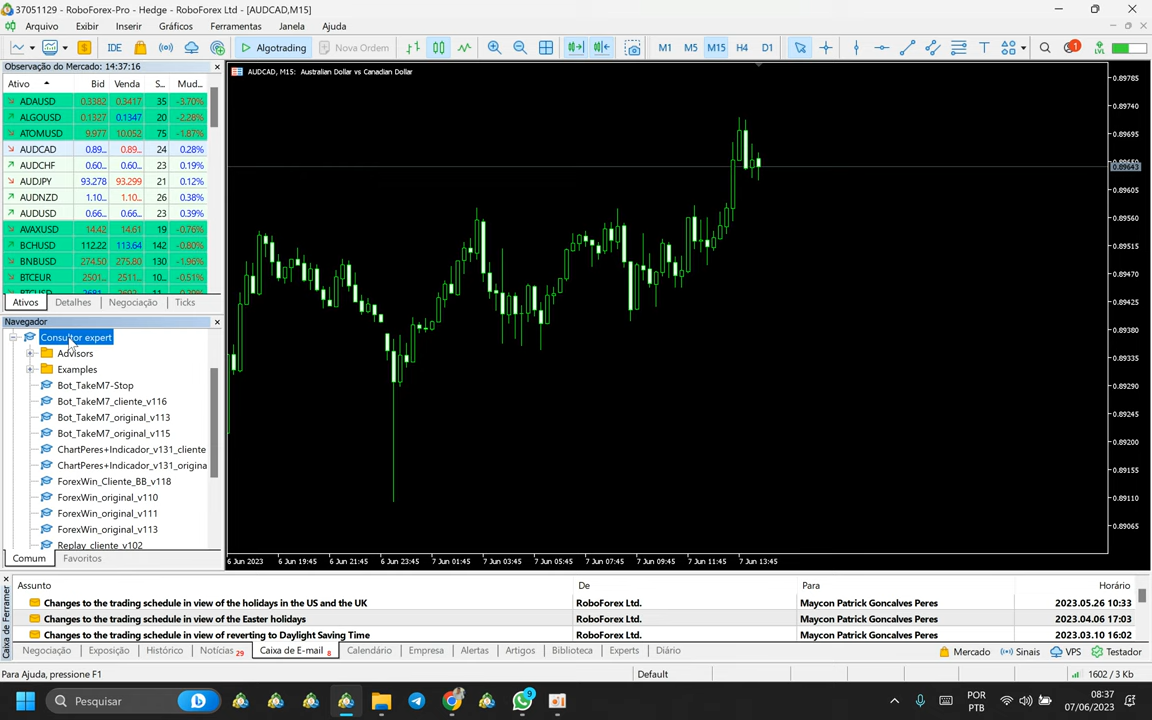 37051129 - RoboForex-Pro - Hedge - RoboForex Ltd - [AUDCAD,M15]
Arquivo Exibir Inserir Gráficos Ferramentas Janela Ajuda
IDE Algotrading Nova Ordem M1 M5 M15 H4 D1 1 LVL
Observação do Mercado: 14:37:16
Ativo Bid Venda S... Mud...
ADAUSD 0.3382 0.3417 35 -3.70%
ALGOUSD 0.1327 0.1347 20 -2.28%
ATOMUSD 9.977 10.052 75 -1.87%
AUDCAD 0.89... 0.89... 24 0.28%
AUDCHF 0.60... 0.60... 23 0.19%
AUDJPY 93.278 93.299 21 0.12%
AUDNZD 1.10... 1.10... 26 0.38%
AUDUSD 0.66... 0.66... 23 0.39%
AVAXUSD 14.42 14.61 19 -0.76%
BCHUSD 112.22 113.64 142 -0.80%
BNBUSD 274.50 275.80 130 -1.96%
BTCEUR 2501... 2511... 10... -0.51%
Ativos Detalhes Negociação Ticks
Navegador
Consultor expert
Advisors
Examples
Bot_TakeM7-Stop
Bot_TakeM7_cliente_v116
Bot_TakeM7_original_v113
Bot_TakeM7_original_v115
ChartPeres+Indicador_v131_cliente
ChartPeres+Indicador_v131_origina
ForexWin_Cliente_BB_v118
ForexWin_original_v110
ForexWin_original_v111
ForexWin_original_v113
Replay_cliente_v102
Comum Favoritos
AUDCAD, M15: Australian Dollar vs Canadian Dollar
0.89785
0.89740
0.89695
0.89605
0.89560
0.89515
0.89470
0.89425
0.89380
0.89335
0.89290
0.89245
0.89200
0.89155
0.89110
0.89065
6 Jun 2023 6 Jun 19:45 6 Jun 21:45 6 Jun 23:45 7 Jun 01:45 7 Jun 03:45 7 Jun 05:45 7 Jun 07:45 7 Jun 09:45 7 Jun 11:45 7 Jun 13:45
Caixa de Ferramer
Assunto De Para Horário
Changes to the trading schedule in view of the holidays in the US and the UK RoboForex Ltd. Maycon Patrick Goncalves Peres 2023.05.26 10:33
Changes to the trading schedule in view of the Easter holidays RoboForex Ltd. Maycon Patrick Goncalves Peres 2023.04.06 17:03
Changes to the trading schedule in view of reverting to Daylight Saving Time RoboForex Ltd. Maycon Patrick Goncalves Peres 2023.03.10 16:02
Negociação Exposição Histórico Notícias 29 Caixa de E-mail 8 Calendário Empresa Alertas Artigos Biblioteca Experts Diário Mercado Sinais VPS Testador
Para Ajuda, pressione F1 Default 1602 / 3 Kb
Pesquisar 9 POR PTB 08:37 07/06/2023